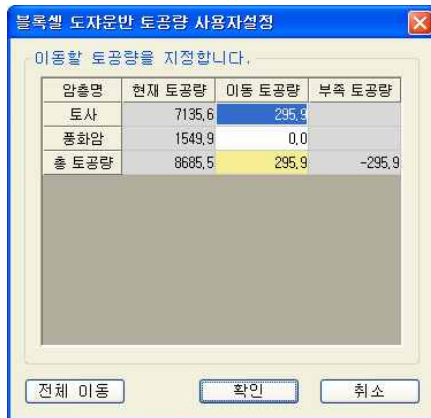 블록셀 도쟈운반 토공량 사용자설정
이동할 토공량을 지정합니다.
암층명 현재 토공량 이동 토공량 부족 토공량
토사 7135,6 295,9
풍화암 1549,9 0,0
총 토공량 8685,5 295,9 -295,9
전체 이동 확인 취소